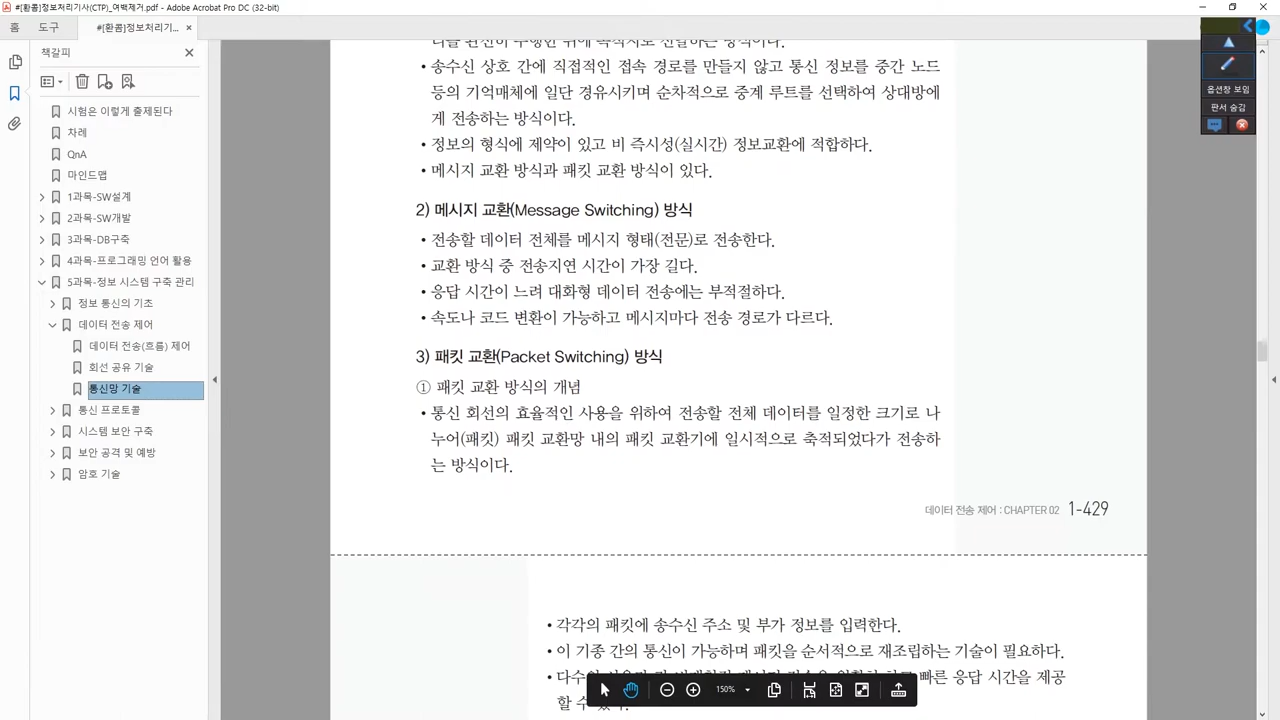 #[환콤]정보처리기사(CTP)_여백제거.pdf - Adobe Acrobat Pro DC (32-bit)
홈 도구 #[환콤]정보처리기...
책갈피
시험은 이렇게 출제된다
차례
QnA
마인드맵
1과목-SW설계
2과목-SW개발
3과목-DB구축
4과목-프로그래밍 언어 활용
5과목-정보 시스템 구축 관리
정보 통신의 기초
데이터 전송 제어
데이터 전송(흐름) 제어
회선 공유 기술
통신망 기술
통신 프로토콜
시스템 보안 구축
보안 공격 및 예방
암호 기술
• 송수신 상호 간에 직접적인 접속 경로를 만들지 않고 통신 정보를 중간 노드
등의 기억매체에 일단 경유시키며 순차적으로 중계 루트를 선택하여 상대방에
게 전송하는 방식이다.
• 정보의 형식에 제약이 있고 비 즉시성(실시간) 정보교환에 적합하다.
• 메시지 교환 방식과 패킷 교환 방식이 있다.
2) 메시지 교환(Message Switching) 방식
• 전송할 데이터 전체를 메시지 형태(전문)로 전송한다.
• 교환 방식 중 전송지연 시간이 가장 길다.
• 응답 시간이 느려 대화형 데이터 전송에는 부적절하다.
• 속도나 코드 변환이 가능하고 메시지마다 전송 경로가 다르다.
3) 패킷 교환(Packet Switching) 방식
① 패킷 교환 방식의 개념
• 통신 회선의 효율적인 사용을 위하여 전송할 전체 데이터를 일정한 크기로 나
누어(패킷) 패킷 교환망 내의 패킷 교환기에 일시적으로 축적되었다가 전송하
는 방식이다.
데이터 전송 제어 : CHAPTER 02 1-429
• 각각의 패킷에 송수신 주소 및 부가 정보를 입력한다.
• 이 기종 간의 통신이 가능하며 패킷을 순서적으로 재조립하는 기술이 필요하다.
빠른 응답 시간을 제공
할 수
150%
옵션창 보임
판서 숨김